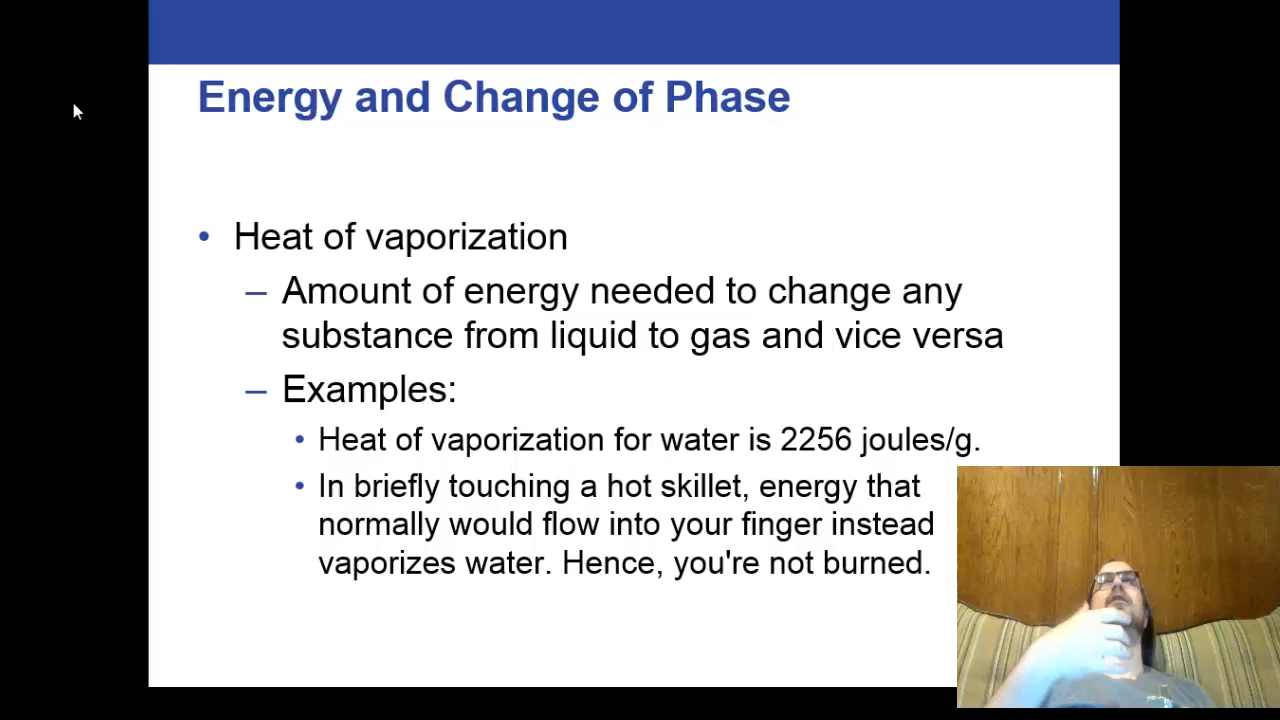 Energy and Change of Phase
• Heat of vaporization
– Amount of energy needed to change any
substance from liquid to gas and vice versa
– Examples:
• Heat of vaporization for water is 2256 joules/g.
• In briefly touching a hot skillet, energy that
normally would flow into your finger instead
vaporizes water. Hence, you're not burned.